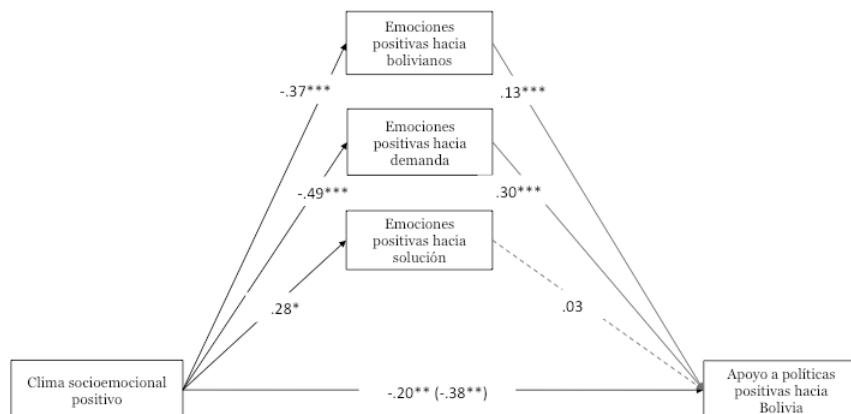 Emociones
positivas hacia
bolivianos
-.37***
.13***
Emociones
positivas hacia
demanda
-.49***
.30***
Emociones
positivas hacia
solución
.28*
.03
Clima socioemocional
positivo
-.20** (-.38**)
Apoyo a políticas
positivas hacia
Bolivia